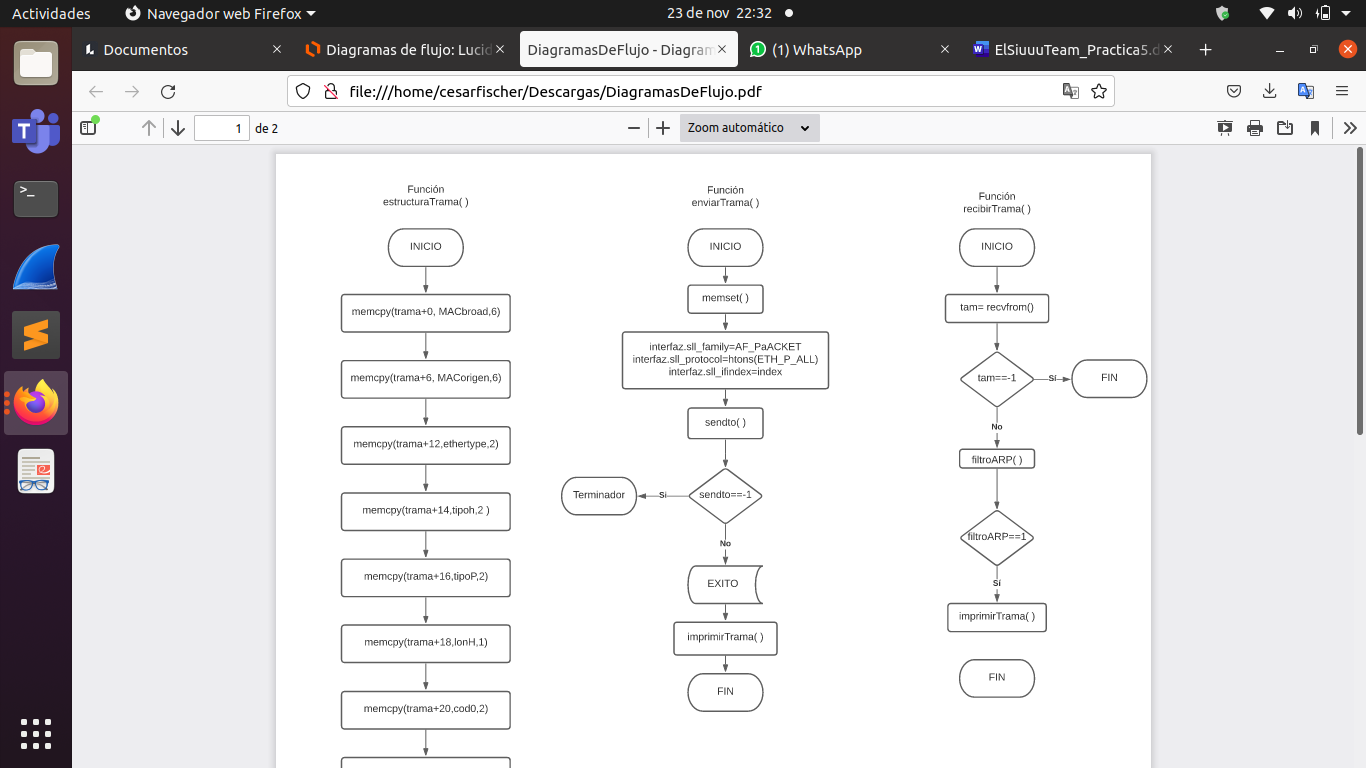 Actividades
Navegador web Firefox
23 de nov 22:32
Documentos
Diagramas de flujo: Lucid
DiagramasDeFlujo - Diagram
(1) WhatsApp
ElSiuuuTeam_Practica5.d
file:///home/cesarfischer/Descargas/DiagramasDeFlujo.pdf
1 de 2
Zoom automático
Función
estructuraTrama( )
INICIO
memcpy(trama+0, MACbroad,6)
memcpy(trama+6, MACorigen,6)
memcpy(trama+12,ethertype,2)
memcpy(trama+14,tipoh,2 )
memcpy(trama+16,tipoP,2)
memcpy(trama+18,lonH,1)
memcpy(trama+20,cod0,2)
Función
enviarTrama( )
INICIO
memset( )
interfaz.sll_family=AF_PaACKET
interfaz.sll_protocol=htons(ETH_P_ALL)
interfaz.sll_ifindex=index
sendto( )
sendto==-1
Si
Terminador
No
EXITO
imprimirTrama( )
FIN
Función
recibirTrama( )
INICIO
tam= recvfrom()
tam==-1
Sí
FIN
No
filtroARP( )
filtroARP==1
Sí
imprimirTrama( )
FIN